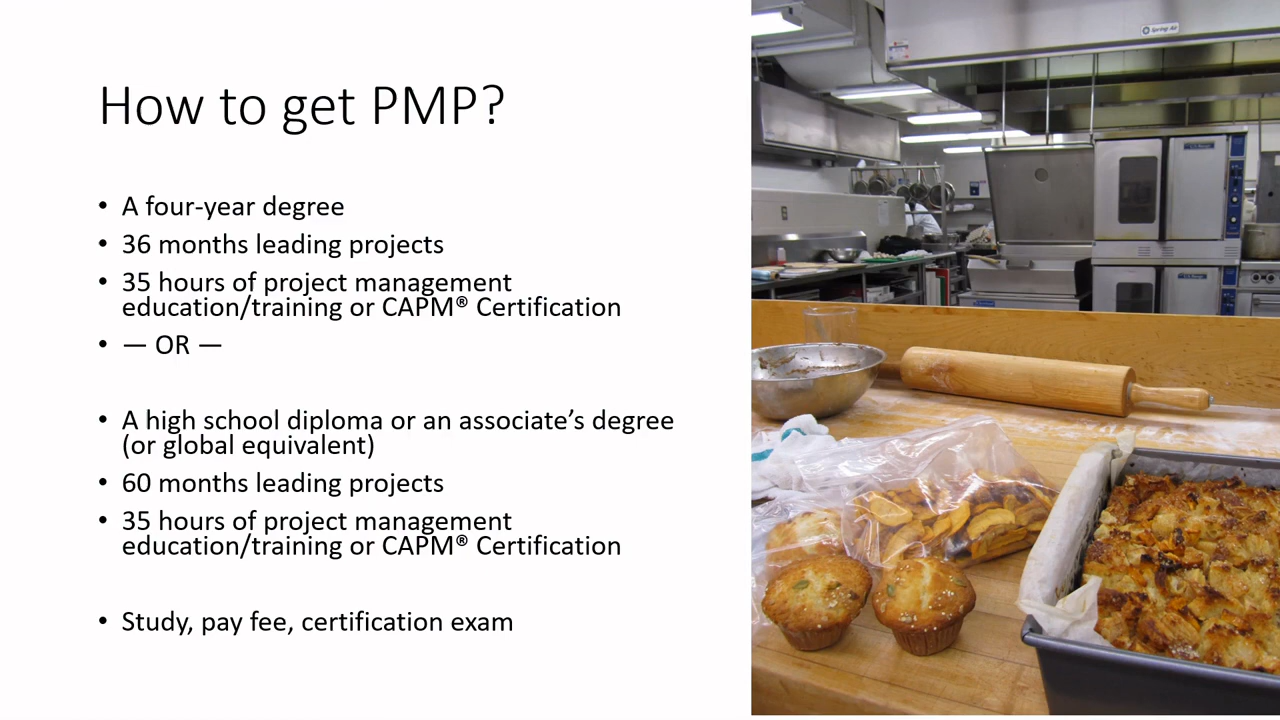 How to get PMP?
• A four-year degree
• 36 months leading projects
• 35 hours of project management
education/training or CAPM® Certification
• — OR —
• A high school diploma or an associate’s degree
(or global equivalent)
• 60 months leading projects
• 35 hours of project management
education/training or CAPM® Certification
• Study, pay fee, certification exam
Spring Air